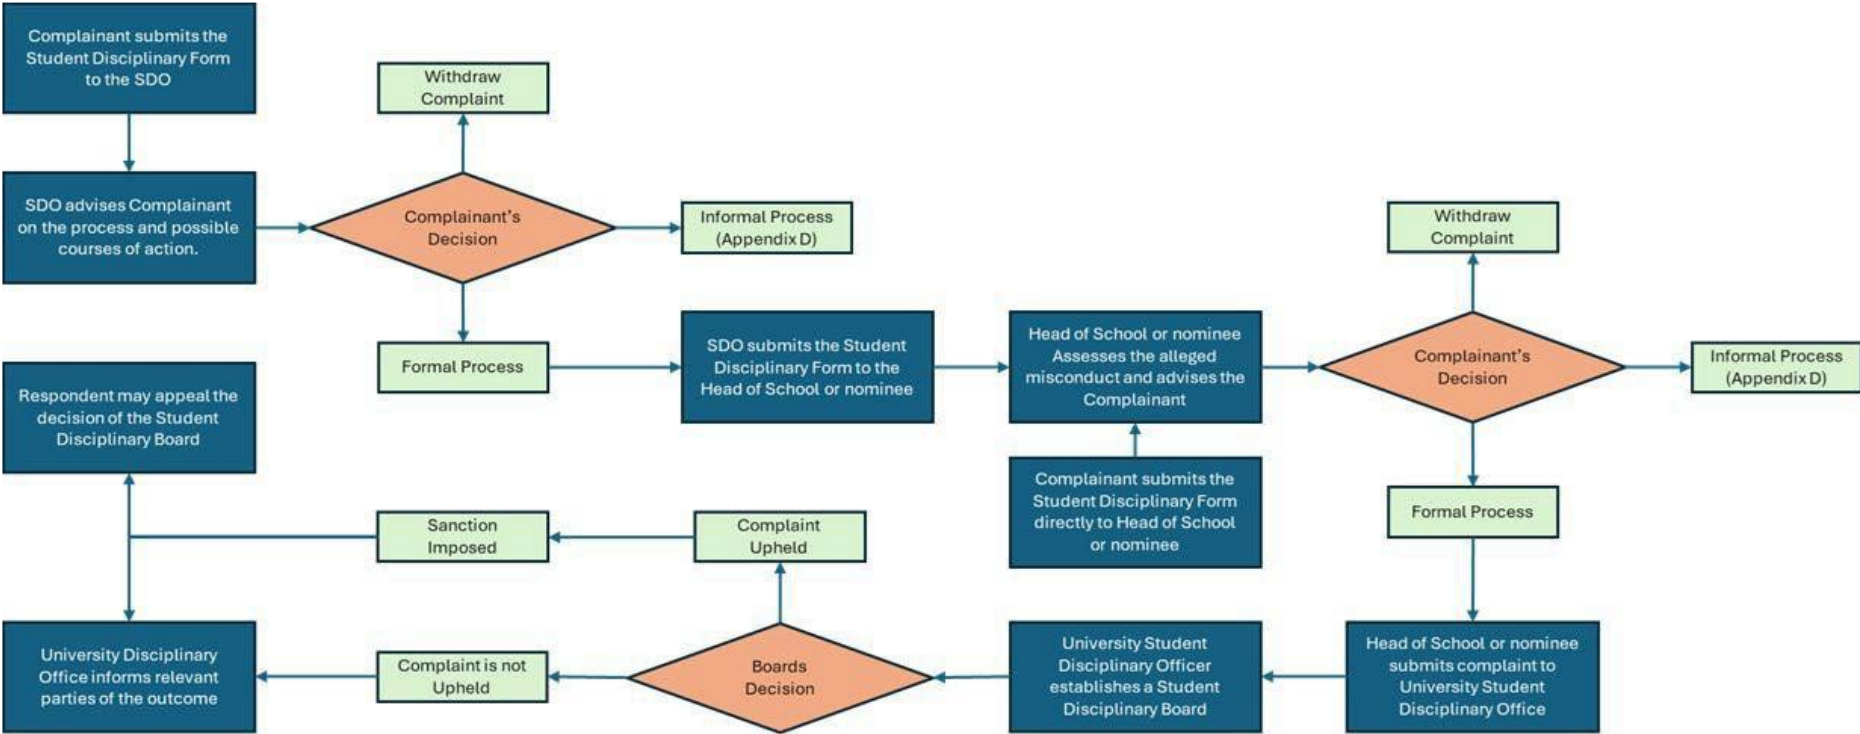 Complainant submits the
Student Disciplinary Form
to the SDO
SDO advises Complainant
on the process and possible
courses of action.
Withdraw
Complaint
Complainant's
Decision
Informal Process
(Appendix D)
Formal Process
SDO submits the Student
Disciplinary Form to the
Head of School or nominee
Head of School or nominee
Assesses the alleged
misconduct and advises the
Complainant
Complainant submits the
Student Disciplinary Form
directly to Head of School
or nominee
Withdraw
Complaint
Complainant's
Decision
Informal Process
(Appendix D)
Formal Process
Head of School or nominee
submits complaint to
University Student
Disciplinary Office
University Student
Disciplinary Officer
establishes a Student
Disciplinary Board
Boards
Decision
Complaint
Upheld
Sanction
Imposed
Complaint is not
Upheld
Respondent may appeal the
decision of the Student
Disciplinary Board
University Disciplinary
Office informs relevant
parties of the outcome